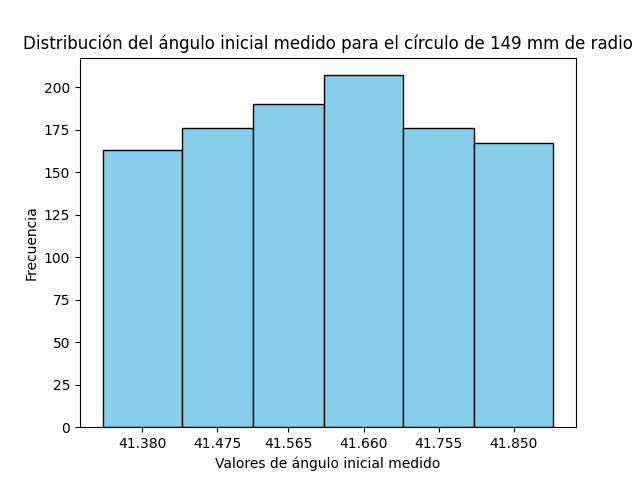 Distribución del ángulo inicial medido para el círculo de 149 mm de radio
200
175
150
125
100
75
50
25
0
Frecuencia
41.380 41.475 41.565 41.660 41.755 41.850
Valores de ángulo inicial medido